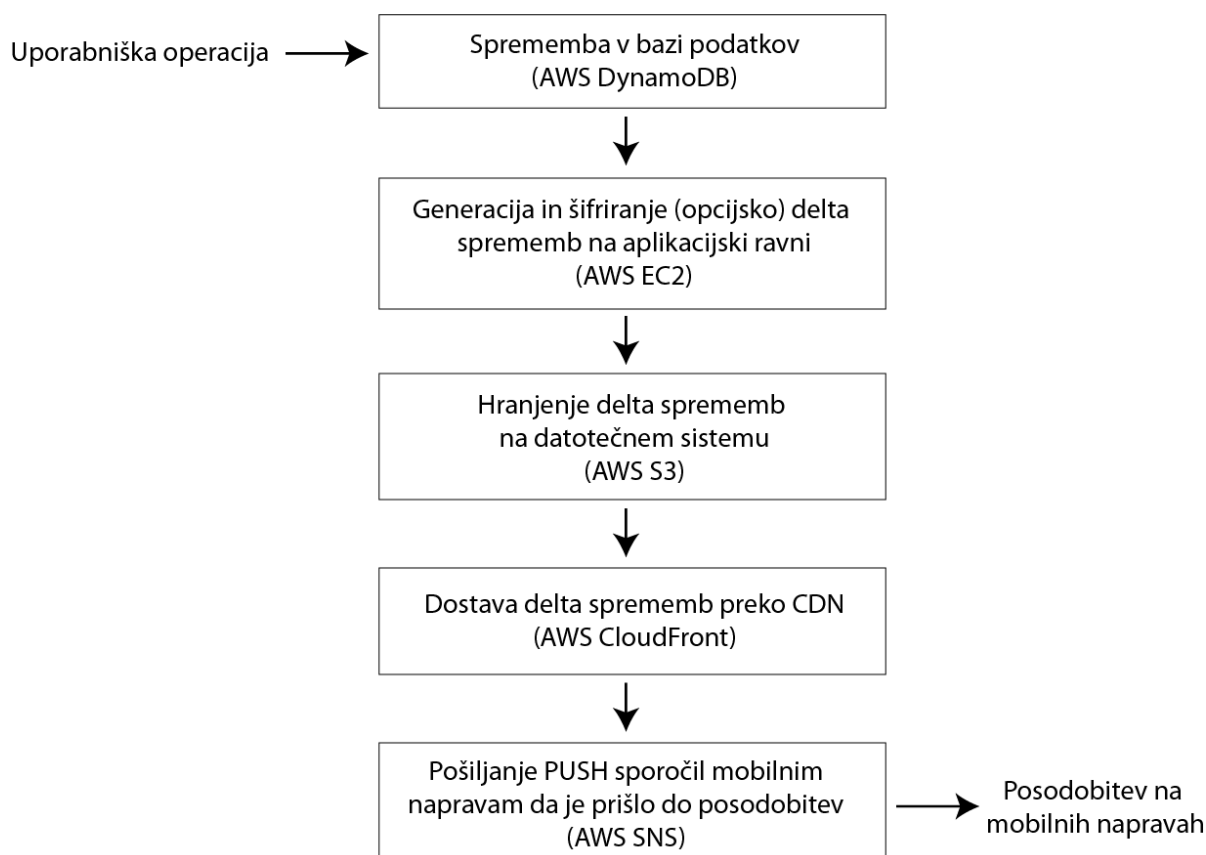 Uporabniška operacija
Sprememba v bazi podatkov
(AWS DynamoDB)
Generacija in šifriranje (opcijsko) delta
sprememb na aplikacijski ravni
(AWS EC2)
Hranjenje delta sprememb
na datotečnem sistemu
(AWS S3)
Dostava delta sprememb preko CDN
(AWS CloudFront)
Pošiljanje PUSH sporočil mobilnim
napravam da je prišlo do posodobitev
(AWS SNS)
Posodobitev na
mobilnih napravah